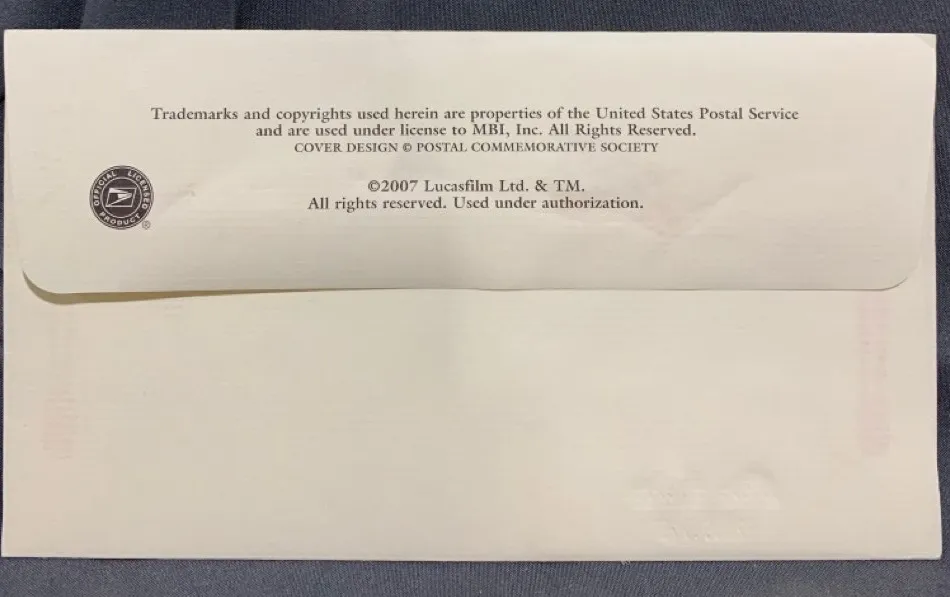 Trademarks and copyrights used herein are properties of the United States Postal Service
and are used under license to MBI, Inc. All Rights Reserved.
COVER DESIGN © POSTAL COMMEMORATIVE SOCIETY
OFFICIAL LICENSED
PRODUCT
®
©2007 Lucasfilm Ltd. & TM.
All rights reserved. Used under authorization.